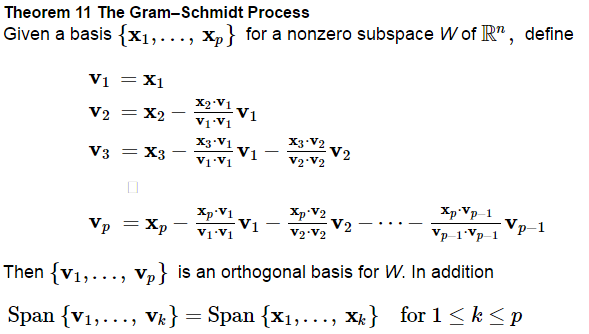 Theorem 11 The Gram–Schmidt Process
Given a basis {x₁, . . . , xₚ} for a nonzero subspace W of ℝⁿ, define
v₁ = x₁
v₂ = x₂ − (x₂·v₁)/(v₁·v₁) v₁
v₃ = x₃ − (x₃·v₁)/(v₁·v₁) v₁ − (x₃·v₂)/(v₂·v₂) v₂
vₚ = xₚ − (xₚ·v₁)/(v₁·v₁) v₁ − (xₚ·v₂)/(v₂·v₂) v₂ − · · · − (xₚ·vₚ₋₁)/(vₚ₋₁·vₚ₋₁) vₚ₋₁
Then {v₁, . . . , vₚ} is an orthogonal basis for W. In addition
Span {v₁, . . . , vₖ} = Span {x₁, . . . , xₖ} for 1 ≤ k ≤ p